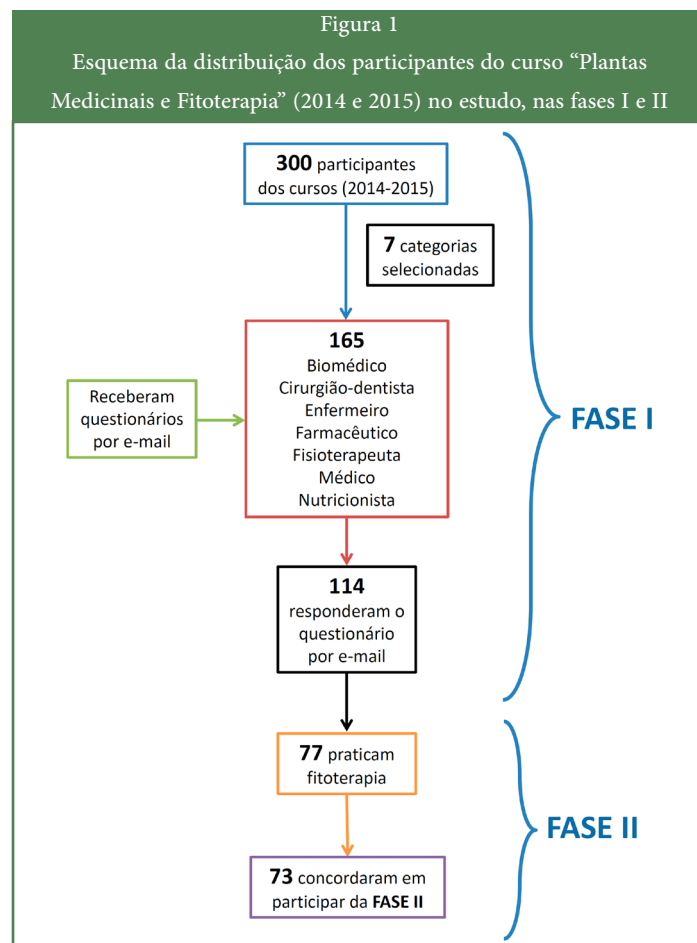 Figura 1
Esquema da distribuição dos participantes do curso “Plantas
Medicinais e Fitoterapia” (2014 e 2015) no estudo, nas fases I e II
300 participantes
dos cursos (2014-2015)
7 categorias
selecionadas
165
Biomédico
Cirurgião-dentista
Enfermeiro
Farmacêutico
Fisioterapeuta
Médico
Nutricionista
Receberam
questionários
por e-mail
FASE I
114
responderam o
questionário
por e-mail
77 praticam
fitoterapia
FASE II
73 concordaram em
participar da FASE II